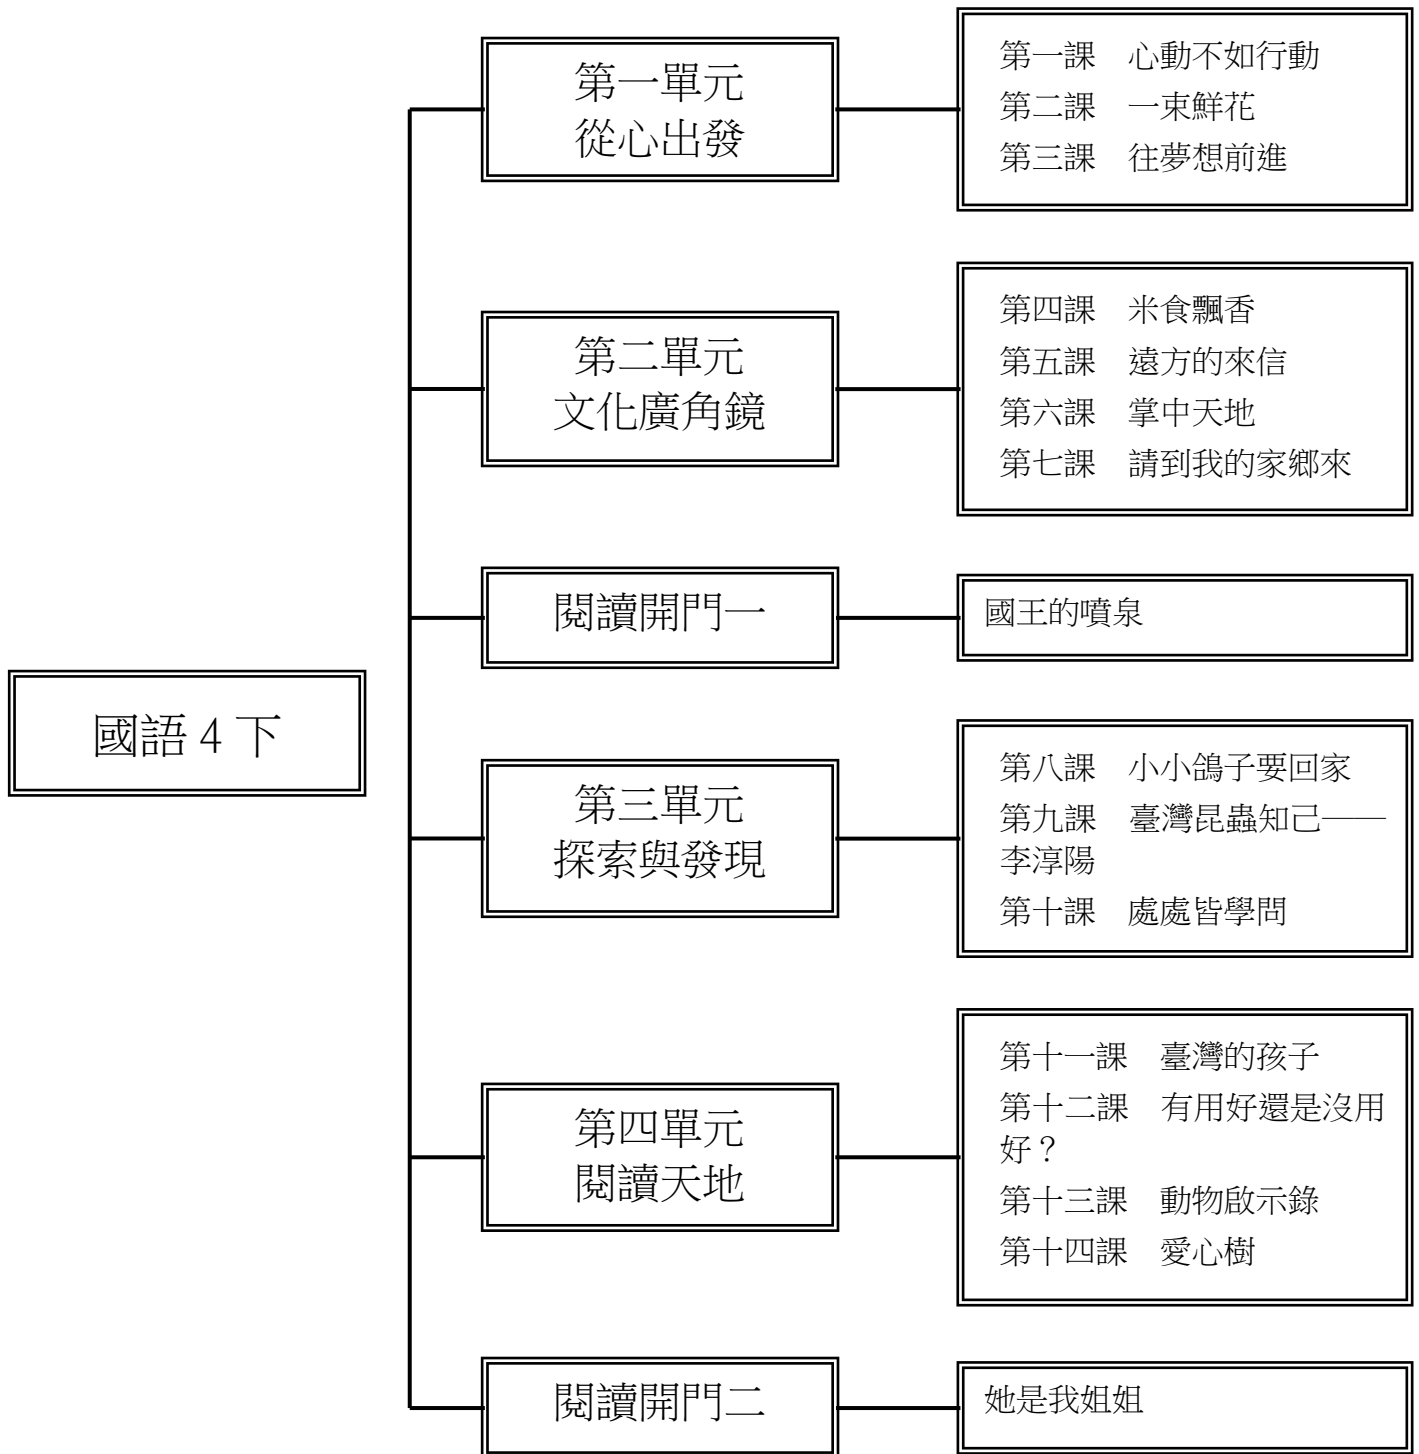 國語4下
第一單元
從心出發
第一課　心動不如行動
第二課　一束鮮花
第三課　往夢想前進
第二單元
文化廣角鏡
第四課　米食飄香
第五課　遠方的來信
第六課　掌中天地
第七課　請到我的家鄉來
閱讀開門一
國王的噴泉
第三單元
探索與發現
第八課　小小鴿子要回家
第九課　臺灣昆蟲知己——
李淳陽
第十課　處處皆學問
第四單元
閱讀天地
第十一課　臺灣的孩子
第十二課　有用好還是沒用
好？
第十三課　動物啟示錄
第十四課　愛心樹
閱讀開門二
她是我姐姐